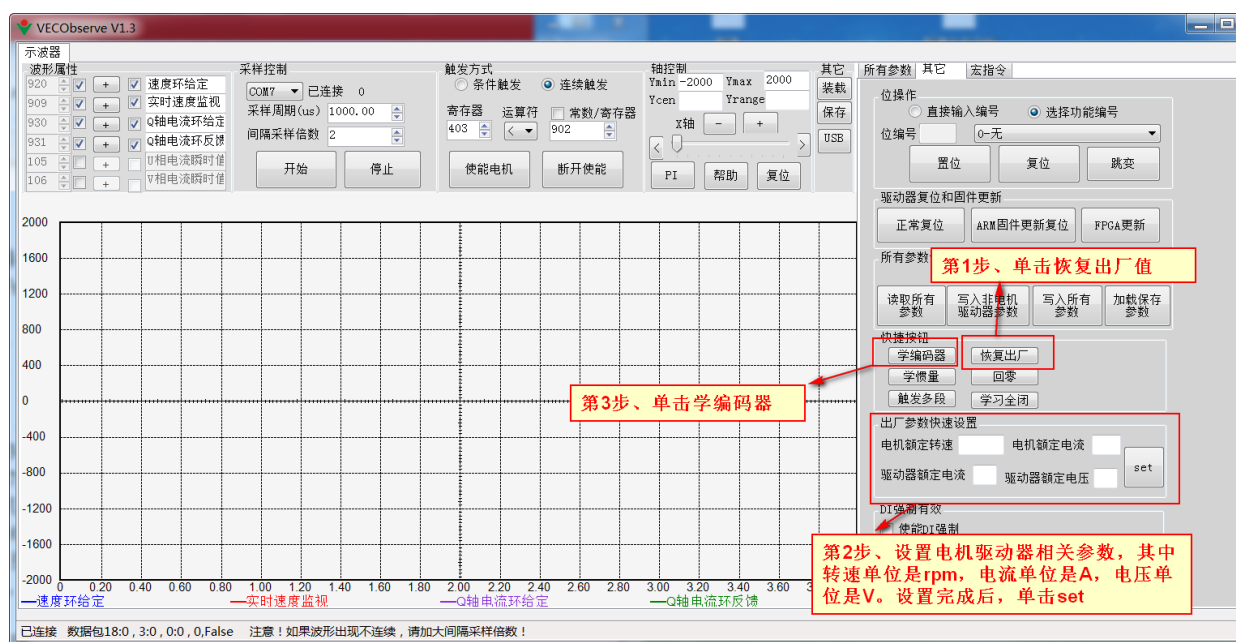 VECObserve V1.3
示波器
波形属性
920 + 速度环给定
909 + 实时速度监视
930 + Q轴电流环给定
931 + Q轴电流环反馈
105 + U相电流瞬时值
106 + V相电流瞬时值
采样控制
COM7 已连接 0
采样周期(us) 1000.00
间隔采样倍数 2
开始 停止
触发方式
条件触发 连续触发
寄存器 运算符 常数/寄存器
403 < 902
使能电机 断开使能
轴控制
Ymin -2000 Ymax 2000
Ycen Yrange
X轴 - +
< >
PI 帮助 复位
其它
装载
保存
USB
所有参数 其它 宏指令
位操作
直接输入编号 选择功能编号
位编号 0-无
置位 复位 跳变
驱动器复位和固件更新
正常复位 ARM固件更新复位 FPGA更新
所有参数
第1步、单击恢复出厂值
读取所有参数 写入非电机驱动器参数 写入所有参数 加载保存参数
快捷按钮
学编码器 恢复出厂
学惯量 回零
触发多段 学习全闭
第3步、单击学编码器
出厂参数快速设置
电机额定转速 电机额定电流
驱动器额定电流 驱动器额定电压
set
DI强制有效
使能DI强制
第2步、设置电机驱动器相关参数，其中
转速单位是rpm，电流单位是A，电压单
位是V。设置完成后，单击set
2000
1600
1200
800
400
0
-400
-800
-1200
-1600
-2000
0 0.20 0.40 0.60 0.80 1.00 1.20 1.40 1.60 1.80 2.00 2.20 2.40 2.60 2.80 3.00 3.20 3.40 3.60
速度环给定 实时速度监视 Q轴电流环给定 Q轴电流环反馈
已连接 数据包18:0 , 3:0 , 0:0 , 0,False 注意！如果波形出现不连续，请加大间隔采样倍数！